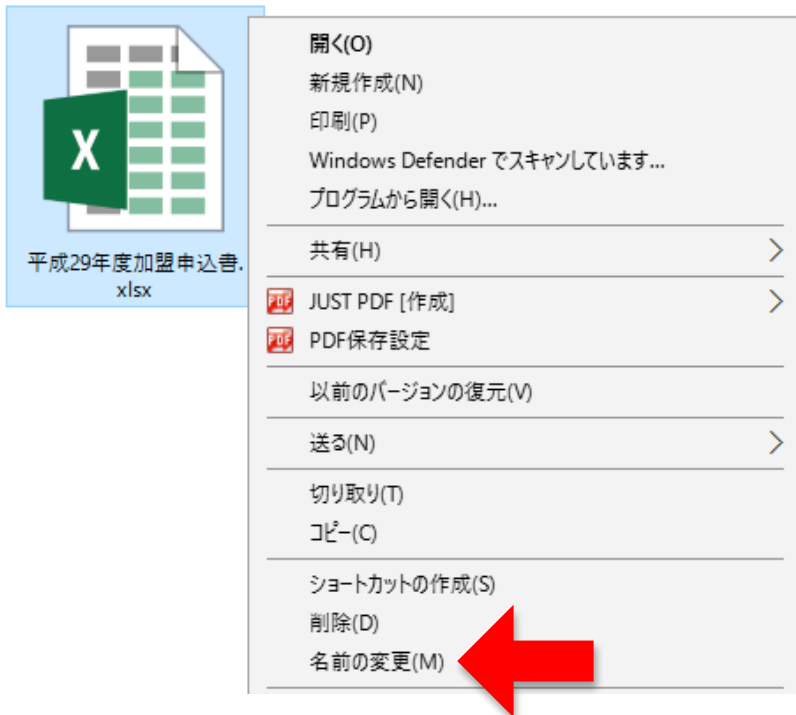 X
平成29年度加盟申込書.
xlsx
開く(O)
新規作成(N)
印刷(P)
Windows Defender でスキャンしています...
プログラムから開く(H)...
共有(H)
PDF JUST PDF [作成]
PDF PDF保存設定
以前のバージョンの復元(V)
送る(N)
切り取り(T)
コピー(C)
ショートカットの作成(S)
削除(D)
名前の変更(M)